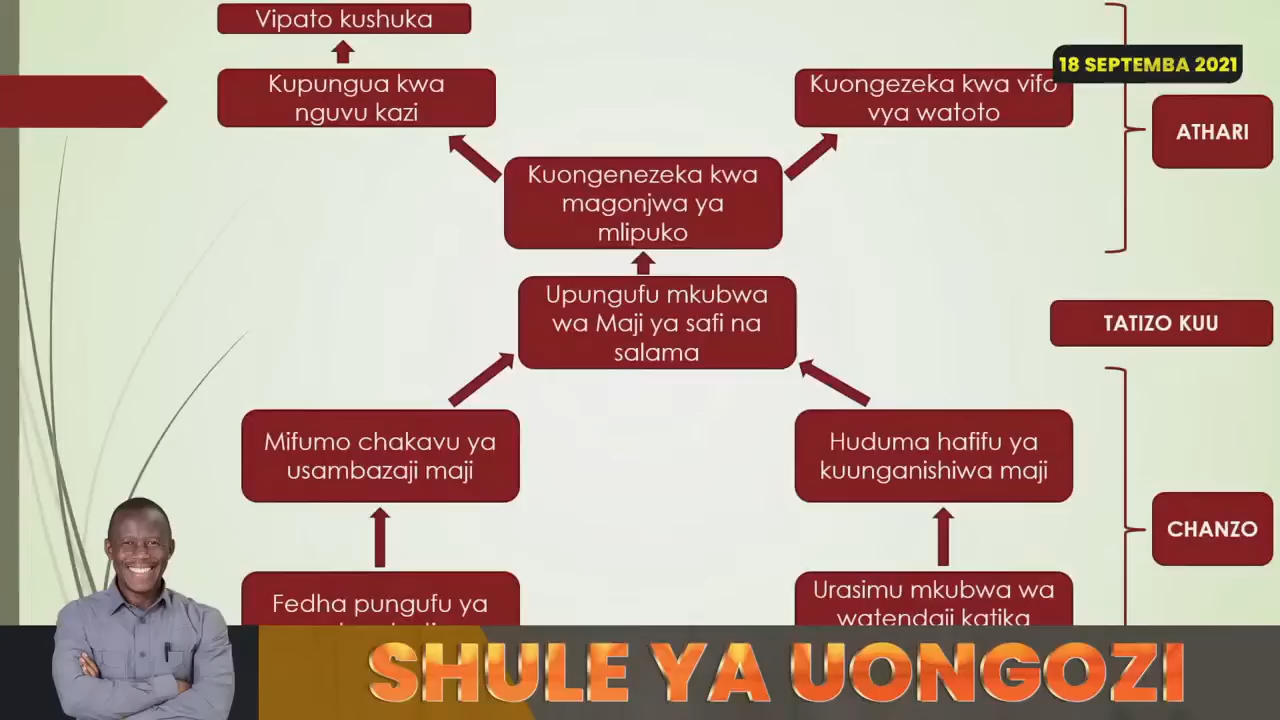 Vipato kushuka
18 SEPTEMBA 2021
Kupungua kwa
nguvu kazi
Kuongezeka kwa vifo
vya watoto
ATHARI
Kuongenezeka kwa
magonjwa ya
mlipuko
Upungufu mkubwa
wa Maji ya safi na
salama
TATIZO KUU
Mifumo chakavu ya
usambazaji maji
Huduma hafifu ya
kuunganishiwa maji
CHANZO
Fedha pungufu ya
Urasimu mkubwa wa
watendaji katika
SHULE YA UONGOZI